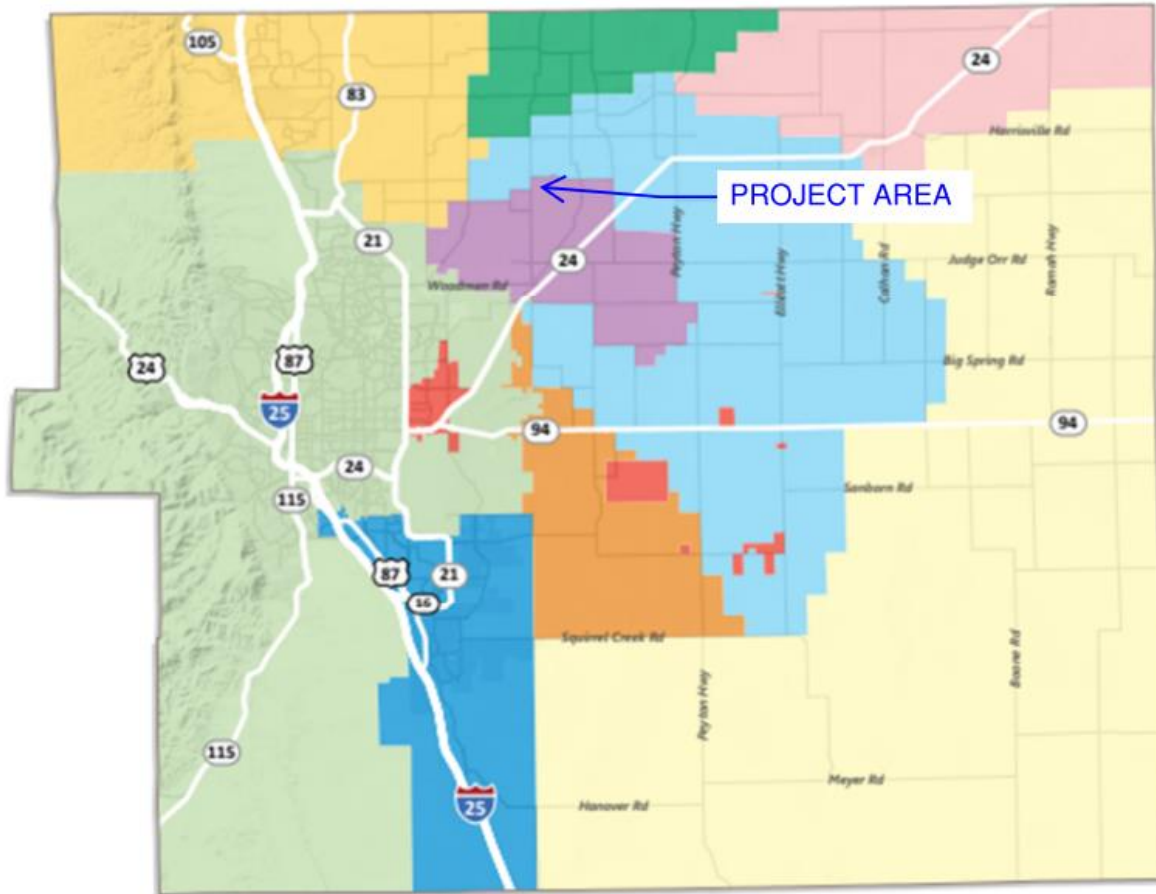 105
83
24
Harrisville Rd
PROJECT AREA
21
24
Peyton Hwy
Ellicott Hwy
Calhan Rd
Judge Orr Rd
Ramah Hwy
Woodmen Rd
24
87
25
Big Spring Rd
94
94
24
115
Sanborn Rd
87
21
16
Squirrel Creek Rd
Peyton Hwy
Boone Rd
115
25
Hanover Rd
Meyer Rd